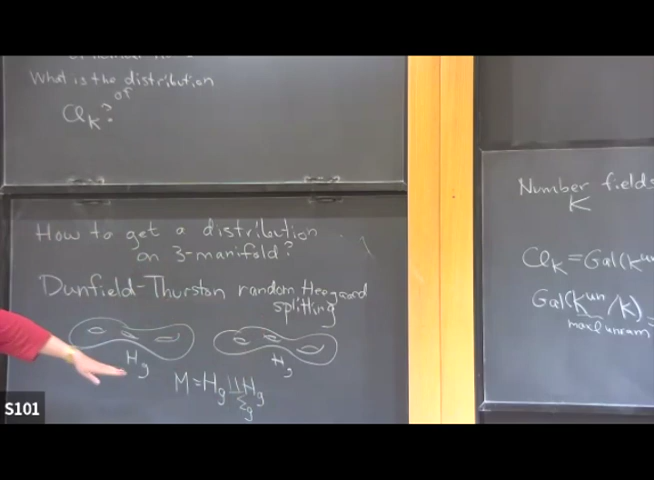 What is the distribution
of
Cl_K?
How to get a distribution
on 3-manifold?
Dunfield-Thurston random Heegaard
splitting
H_g
H_g
M = H_g ⨿ H_g
Σ_g
Number fields
K
Cl_K = Gal(K^un
Gal(K^un/K) =
max'l unram
S101